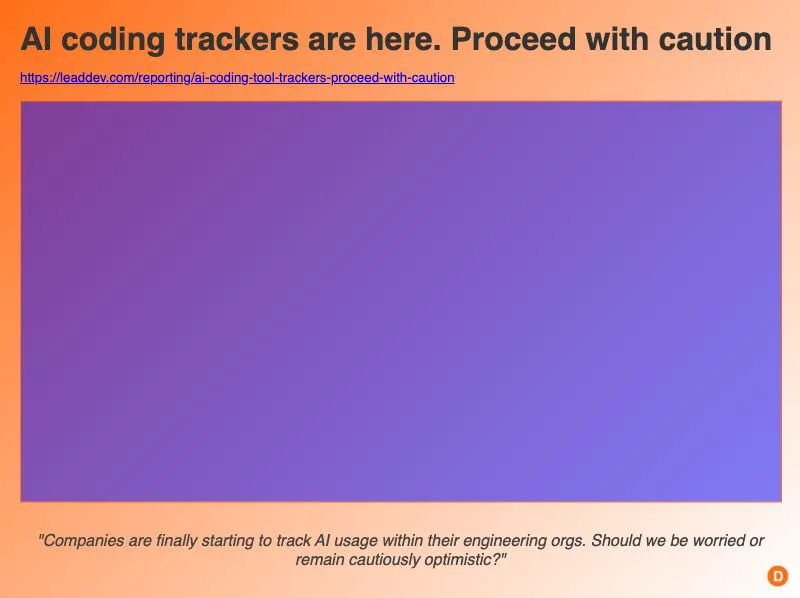 AI coding trackers are here. Proceed with caution
https://leaddev.com/reporting/ai-coding-tool-trackers-proceed-with-caution
"Companies are finally starting to track AI usage within their engineering orgs. Should we be worried or
remain cautiously optimistic?"
D